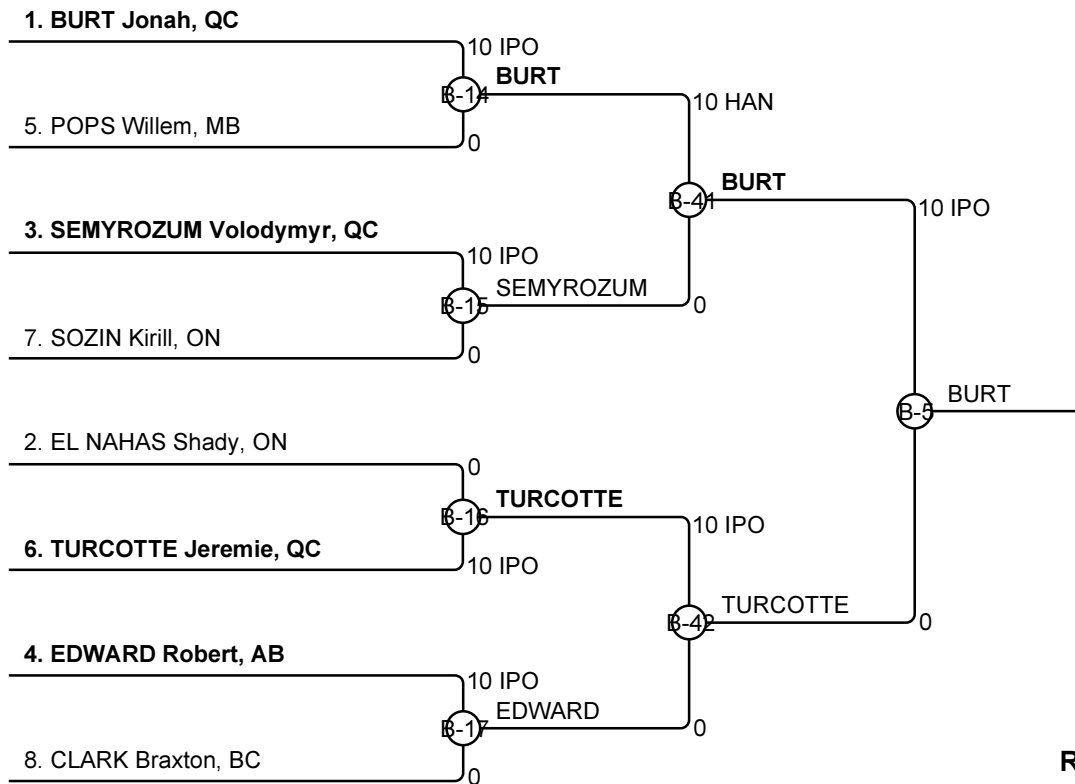 1. BURT Jonah, QC
10 IPO
B-14
BURT
5. POPS Willem, MB
0
10 HAN
B-41
BURT
3. SEMYROZUM Volodymyr, QC
10 IPO
B-15
SEMYROZUM
0
7. SOZIN Kirill, ON
0
10 IPO
B-5
BURT
2. EL NAHAS Shady, ON
0
B-16
TURCOTTE
6. TURCOTTE Jeremie, QC
10 IPO
10 IPO
B-42
TURCOTTE
0
4. EDWARD Robert, AB
10 IPO
B-17
EDWARD
0
8. CLARK Braxton, BC
0
R